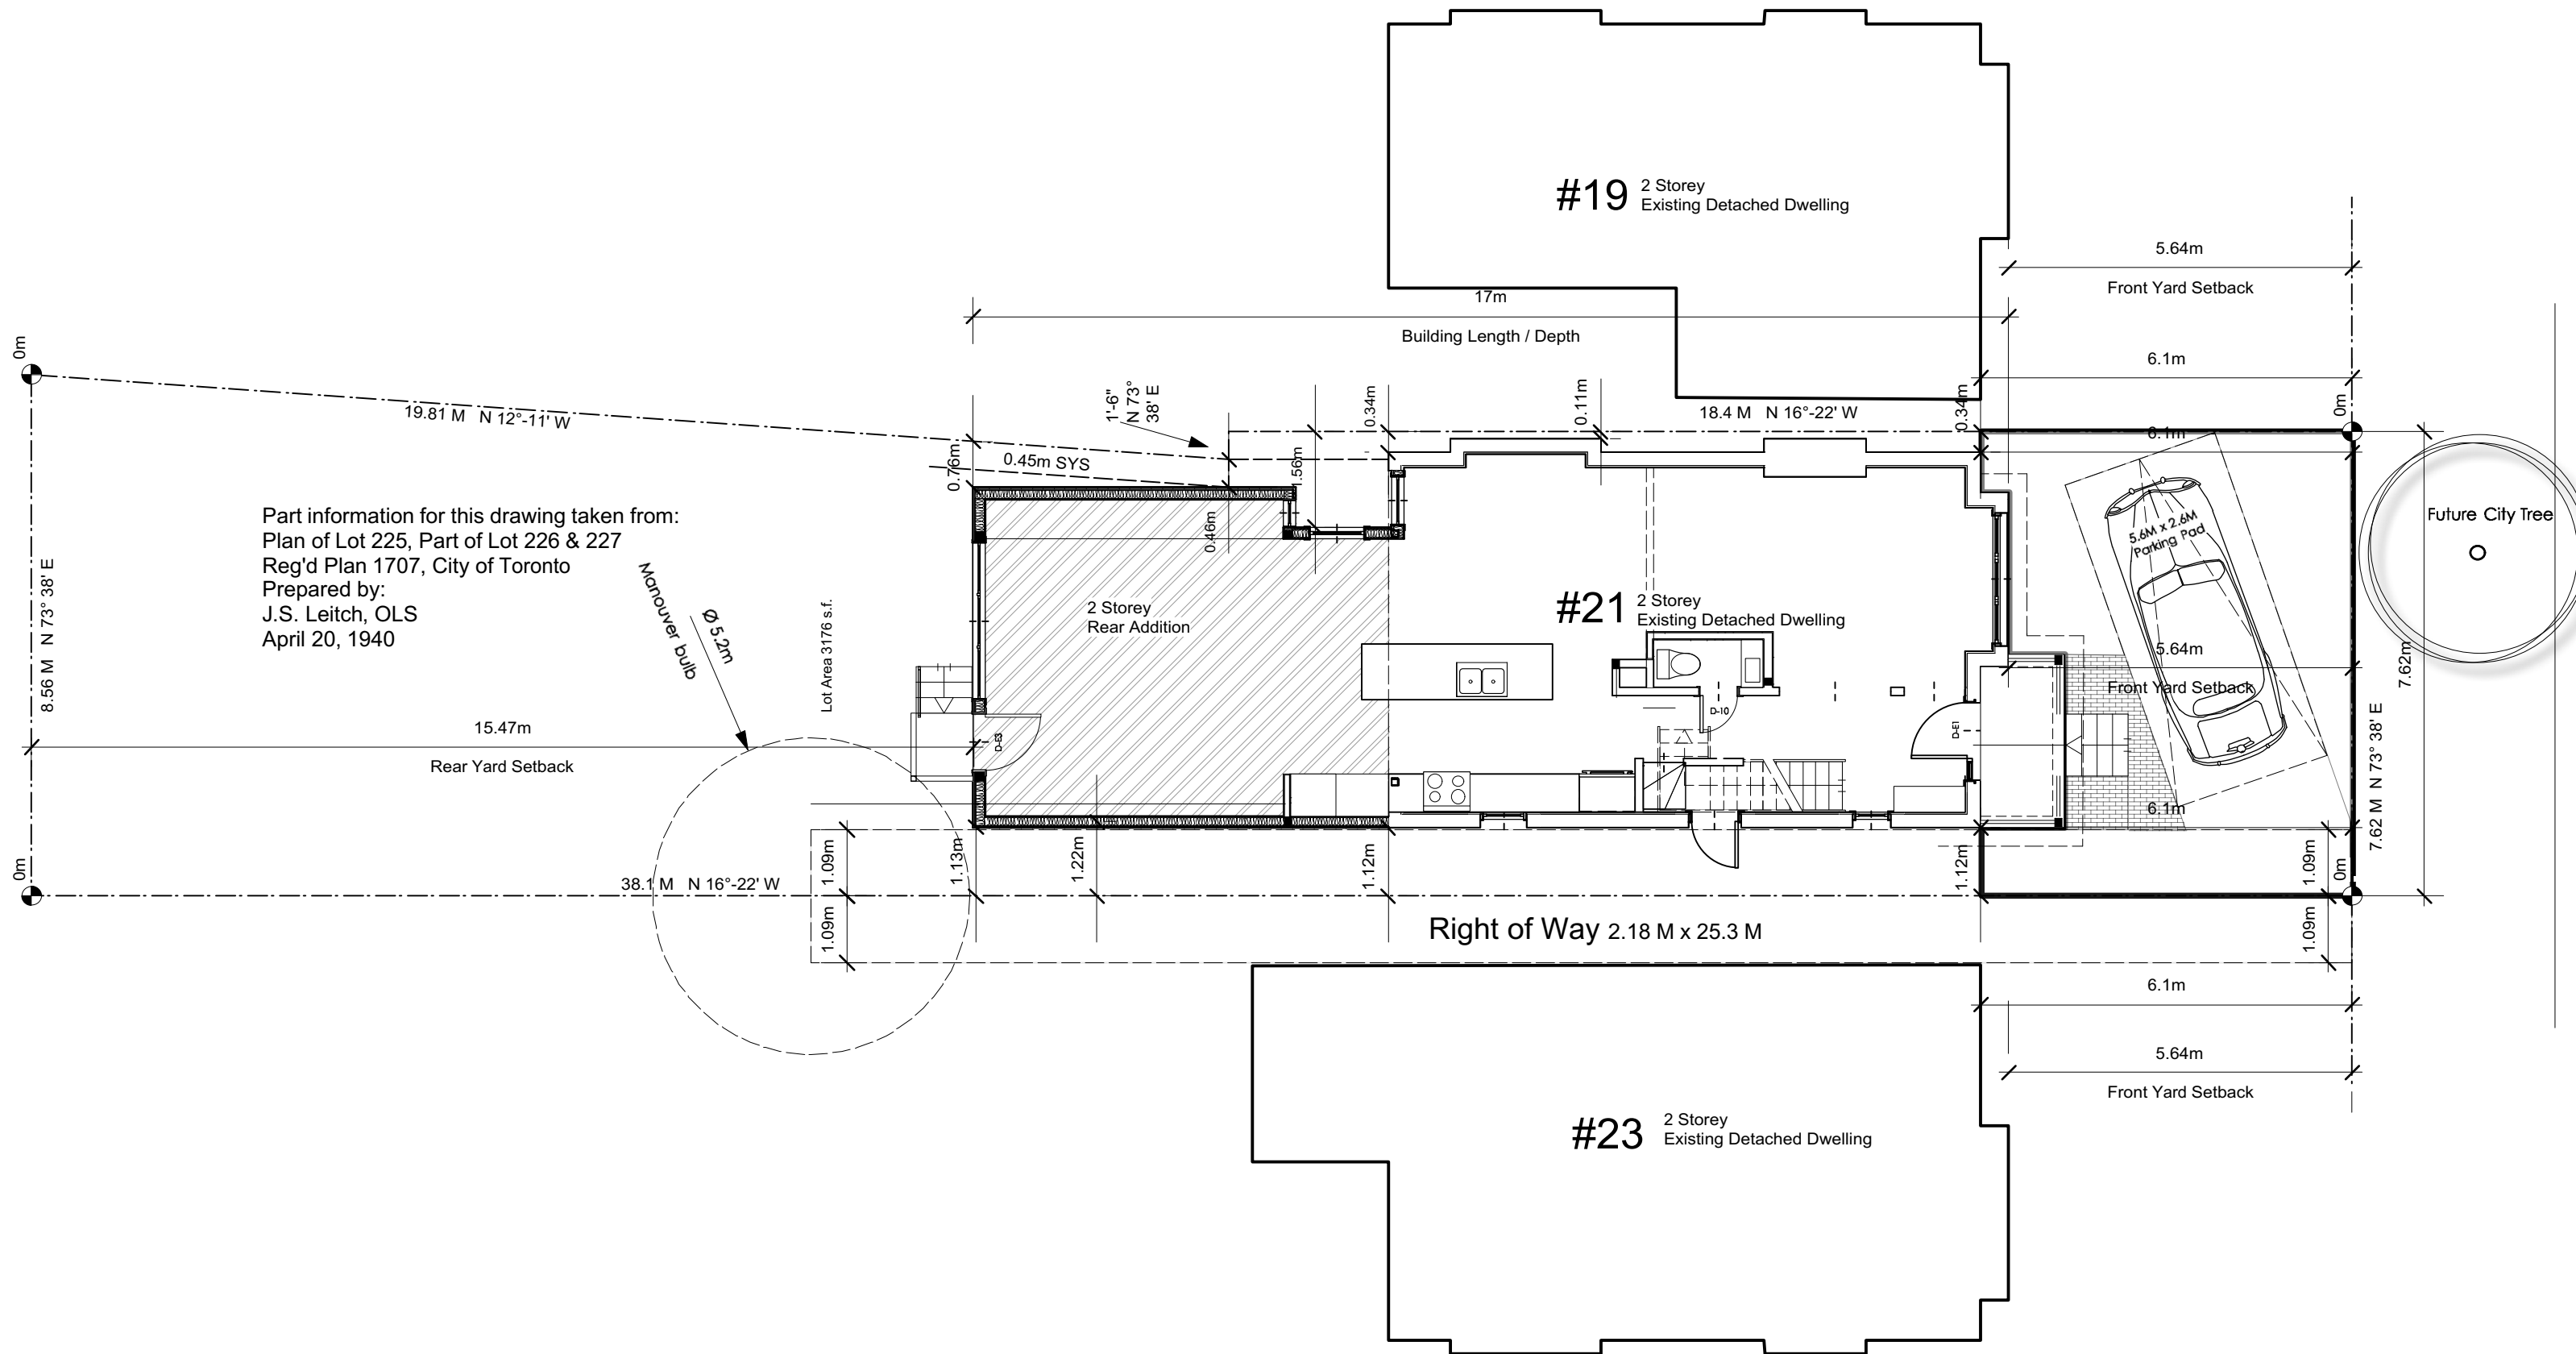 #19
2 Storey
Existing Detached Dwelling
5.64m
Front Yard Setback
17m
Building Length / Depth
6.1m
0m
19.81 M   N 12°-11' W
1'-6"
N 73°
38' E
0.34m
0.11m
18.4 M   N 16°-22' W
0.34m
0m
6.1m
0.76m
0.45m SYS
1.56m
0.46m
Part information for this drawing taken from:
Plan of Lot 225, Part of Lot 226 & 227
Reg'd Plan 1707, City of Toronto
Prepared by:
J.S. Leitch, OLS
April 20, 1940
5.6M x 2.6M
Parking Pad
Future City Tree
8.56 M  N 73° 38' E
Manouver bulb
Ø 5.2m
Lot Area 3176 s.f.
2 Storey
Rear Addition
#21
2 Storey
Existing Detached Dwelling
5.64m
Front Yard Setback
7.62m
7.62 M  N 73° 38' E
D-10
D-E1
D-E3
15.47m
Rear Yard Setback
6.1m
0m
38.1 M   N 16°-22' W
1.09m
1.13m
1.22m
1.12m
1.12m
1.09m
0m
1.09m
Right of Way 2.18 M x 25.3 M
1.09m
6.1m
5.64m
Front Yard Setback
#23
2 Storey
Existing Detached Dwelling